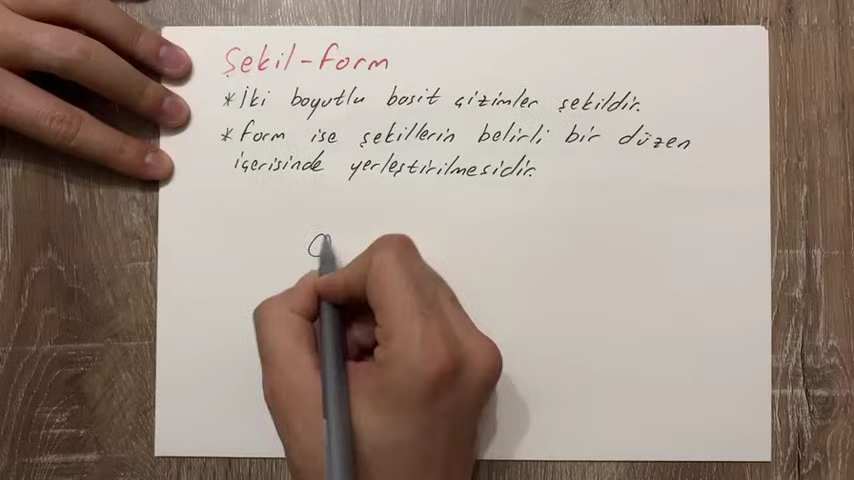 Şekil-Form
*İki boyutlu basit çizimler şekildir.
*Form ise şekillerin belirli bir düzen
içerisinde yerleştirilmesidir.